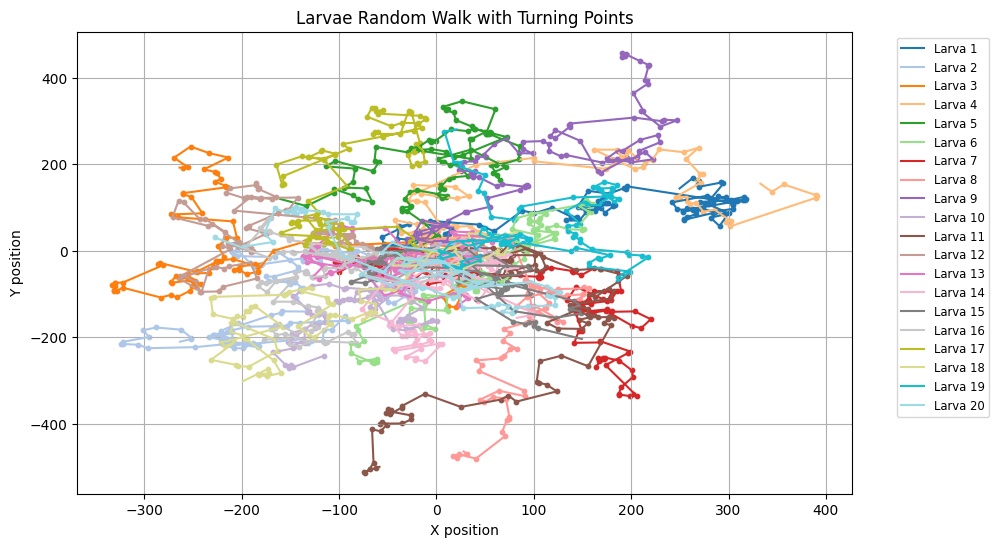 Larvae Random Walk with Turning Points
Y position
400
200
0
−200
−400
−300
−200
−100
0
100
200
300
400
X position
Larva 1
Larva 2
Larva 3
Larva 4
Larva 5
Larva 6
Larva 7
Larva 8
Larva 9
Larva 10
Larva 11
Larva 12
Larva 13
Larva 14
Larva 15
Larva 16
Larva 17
Larva 18
Larva 19
Larva 20